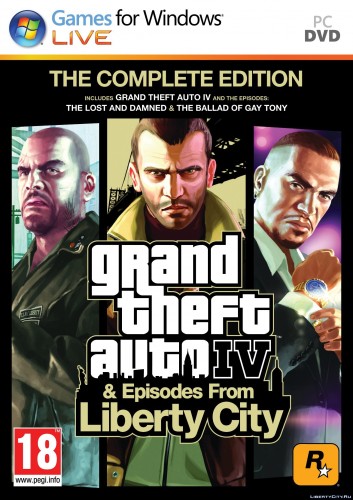 Games for Windows
LIVE
PC
DVD
THE COMPLETE EDITION
INCLUDES GRAND THEFT AUTO IV AND THE EPISODES:
THE LOST AND DAMNED & THE BALLAD OF GAY TONY
grand
theft
auto IV
& Episodes From
Liberty City
18
www.pegi.info
R
LIBERTYCITY.RU